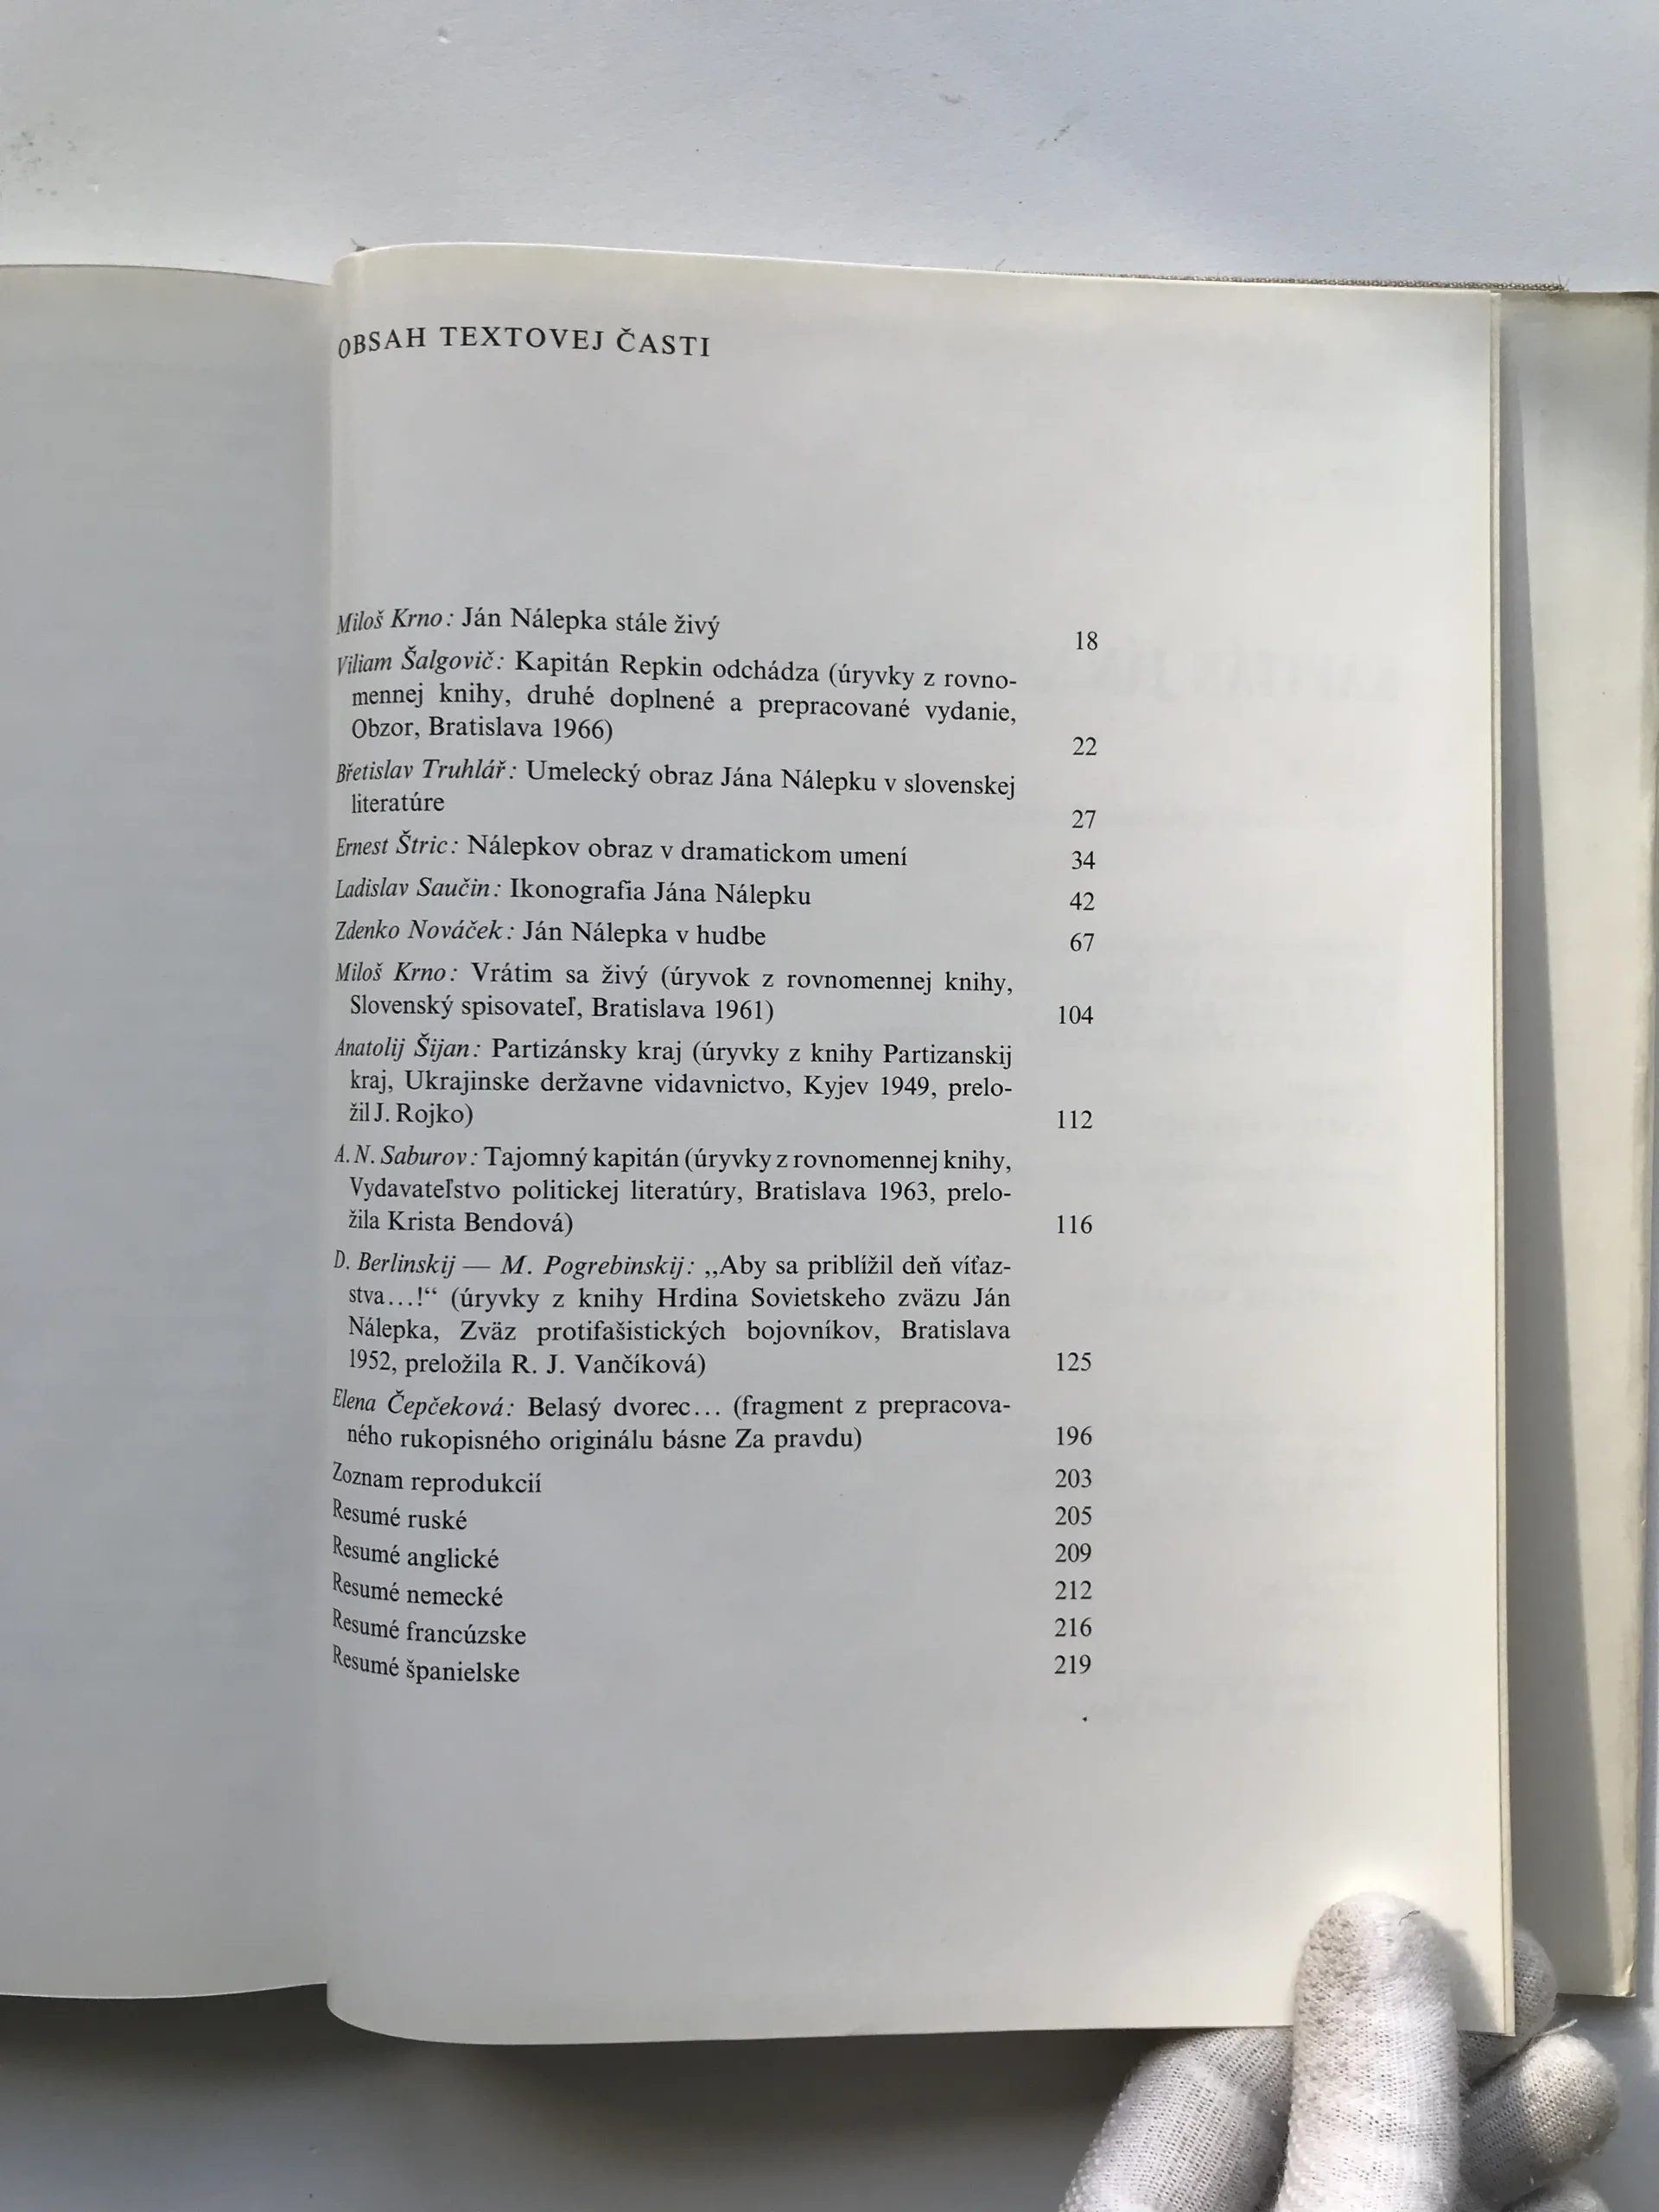 OBSAH TEXTOVEJ ČASTI
Miloš Krno: Ján Nálepka stále živý 18
Viliam Šalgovič: Kapitán Repkin odchádza (úryvky z rovno-
mennej knihy, druhé doplnené a prepracované vydanie,
Obzor, Bratislava 1966) 22
Břetislav Truhlář: Umelecký obraz Jána Nálepku v slovenskej
literatúre 27
Ernest Štric: Nálepkov obraz v dramatickom umení 34
Ladislav Saučin: Ikonografia Jána Nálepku 42
Zdenko Nováček: Ján Nálepka v hudbe 67
Miloš Krno: Vrátim sa živý (úryvok z rovnomennej knihy,
Slovenský spisovateľ, Bratislava 1961) 104
Anatolij Šijan: Partizánsky kraj (úryvky z knihy Partizanskij
kraj, Ukrajinske deržavne vidavnictvo, Kyjev 1949, prelo-
žil J. Rojko) 112
A. N. Saburov: Tajomný kapitán (úryvky z rovnomennej knihy,
Vydavateľstvo politickej literatúry, Bratislava 1963, prelo-
žila Krista Bendová) 116
D. Berlinskij — M. Pogrebinskij: „Aby sa priblížil deň víťaz-
stva...!“ (úryvky z knihy Hrdina Sovietskeho zväzu Ján
Nálepka, Zväz protifašistických bojovníkov, Bratislava
1952, preložila R. J. Vančíková) 125
Elena Čepčeková: Belasý dvorec... (fragment z prepracova-
ného rukopisného originálu básne Za pravdu) 196
Zoznam reprodukcií 203
Resumé ruské 205
Resumé anglické 209
Resumé nemecké 212
Resumé francúzske 216
Resumé španielske 219